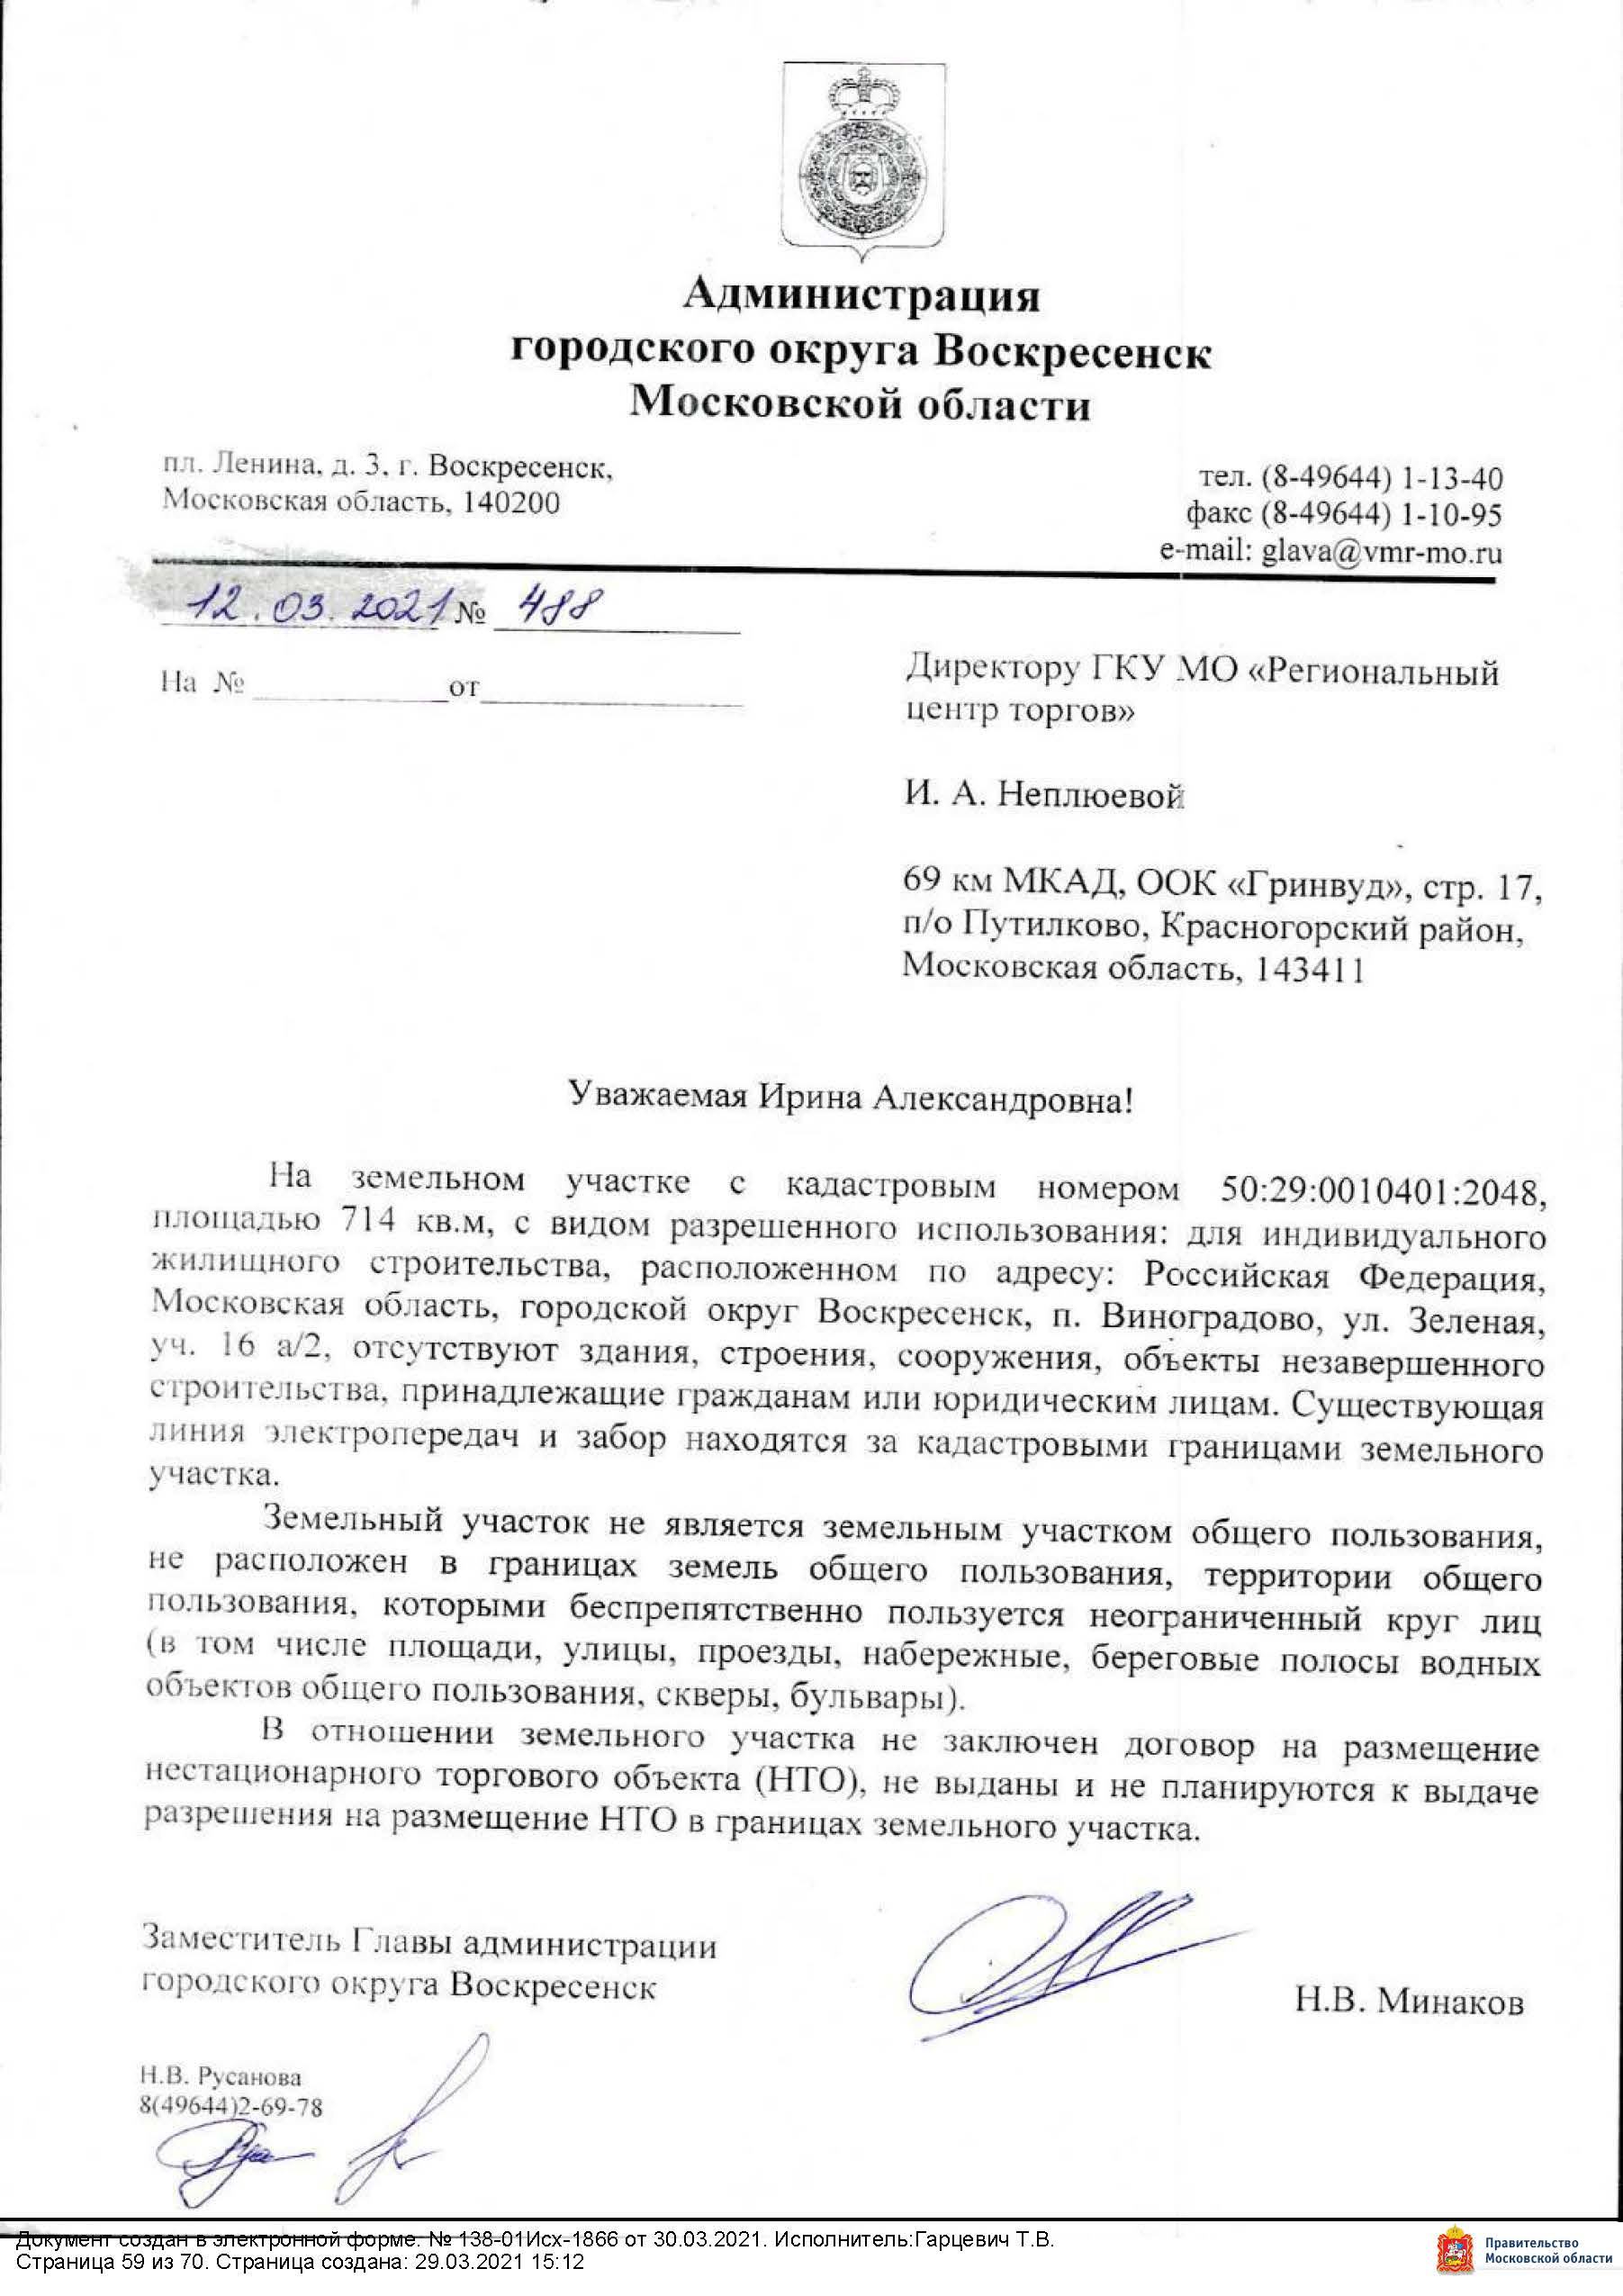 Администрация
городского округа Воскресенск
Московской области
пл. Ленина, д. 3, г. Воскресенск,
Московская область, 140200
тел. (8-49644) 1-13-40
факс (8-49644) 1-10-95
e-mail: glava@vmr-mo.ru
12.03.2021 № 488
На № ____________ от ____________
Директору ГКУ МО «Региональный
центр торгов»
И. А. Неплюевой
69 км МКАД, ООК «Гринвуд», стр. 17,
п/о Путилково, Красногорский район,
Московская область, 143411
Уважаемая Ирина Александровна!
На земельном участке с кадастровым номером 50:29:0010401:2048,
площадью 714 кв.м, с видом разрешенного использования: для индивидуального
жилищного строительства, расположенном по адресу: Российская Федерация,
Московская область, городской округ Воскресенск, п. Виноградово, ул. Зеленая,
уч. 16 а/2, отсутствуют здания, строения, сооружения, объекты незавершенного
строительства, принадлежащие гражданам или юридическим лицам. Существующая
линия электропередач и забор находятся за кадастровыми границами земельного
участка.
Земельный участок не является земельным участком общего пользования,
не расположен в границах земель общего пользования, территории общего
пользования, которыми беспрепятственно пользуется неограниченный круг лиц
(в том числе площади, улицы, проезды, набережные, береговые полосы водных
объектов общего пользования, скверы, бульвары).
В отношении земельного участка не заключен договор на размещение
нестационарного торгового объекта (НТО), не выданы и не планируются к выдаче
разрешения на размещение НТО в границах земельного участка.
Заместитель Главы администрации
городского округа Воскресенск
Н.В. Минаков
Н.В. Русанова
8(49644)2-69-78
Документ создан в электронной форме. № 138-01Исх-1866 от 30.03.2021. Исполнитель:Гарцевич Т.В.
Страница 59 из 70. Страница создана: 29.03.2021 15:12
Правительство
Московской области